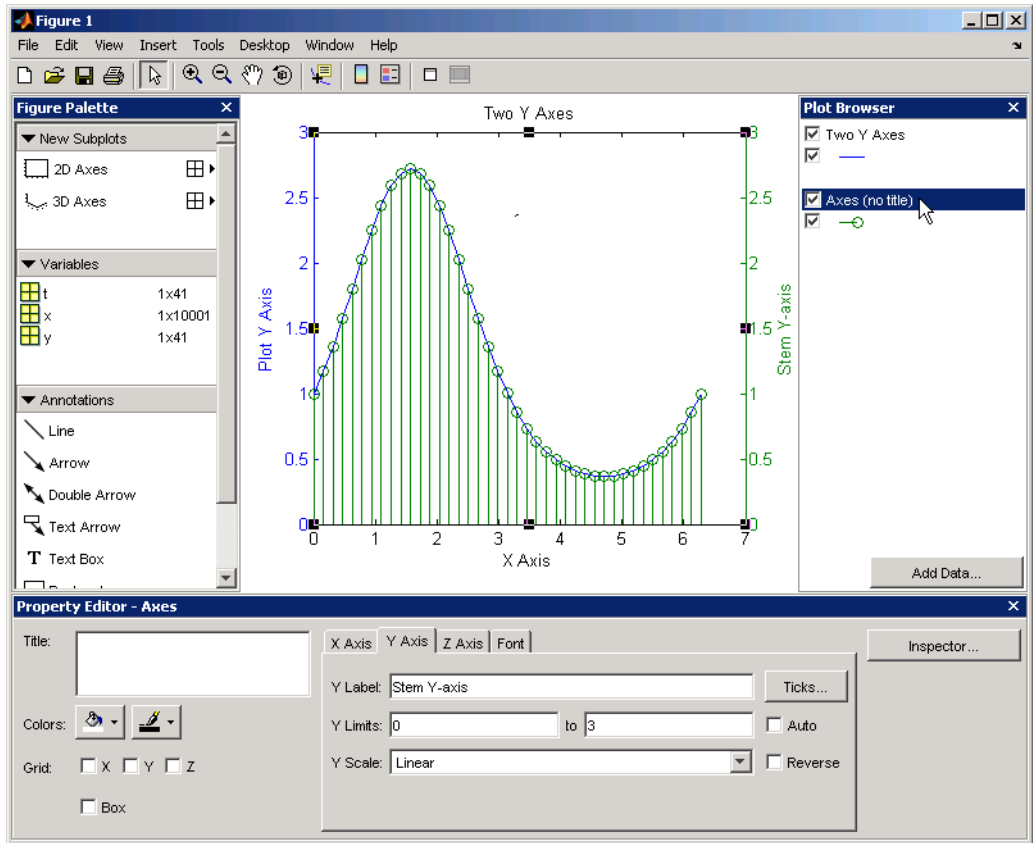 Figure 1
File Edit View Insert Tools Desktop Window Help
Figure Palette
New Subplots
2D Axes
3D Axes
Variables
t 1x41
x 1x10001
y 1x41
Annotations
Line
Arrow
Double Arrow
Text Arrow
T Text Box
Two Y Axes
3
2.5
2
1.5
1
0.5
0
Plot Y Axis
0 1 2 3 4 5 6 7
X Axis
3
2.5
2
1.5
1
0.5
0
Stem Y-axis
Plot Browser
Two Y Axes
Axes (no title)
Add Data...
Property Editor - Axes
Title:
Colors:
Grid: X Y Z
Box
X Axis Y Axis Z Axis Font
Y Label: Stem Y-axis Ticks...
Y Limits: 0 to 3 Auto
Y Scale: Linear Reverse
Inspector...